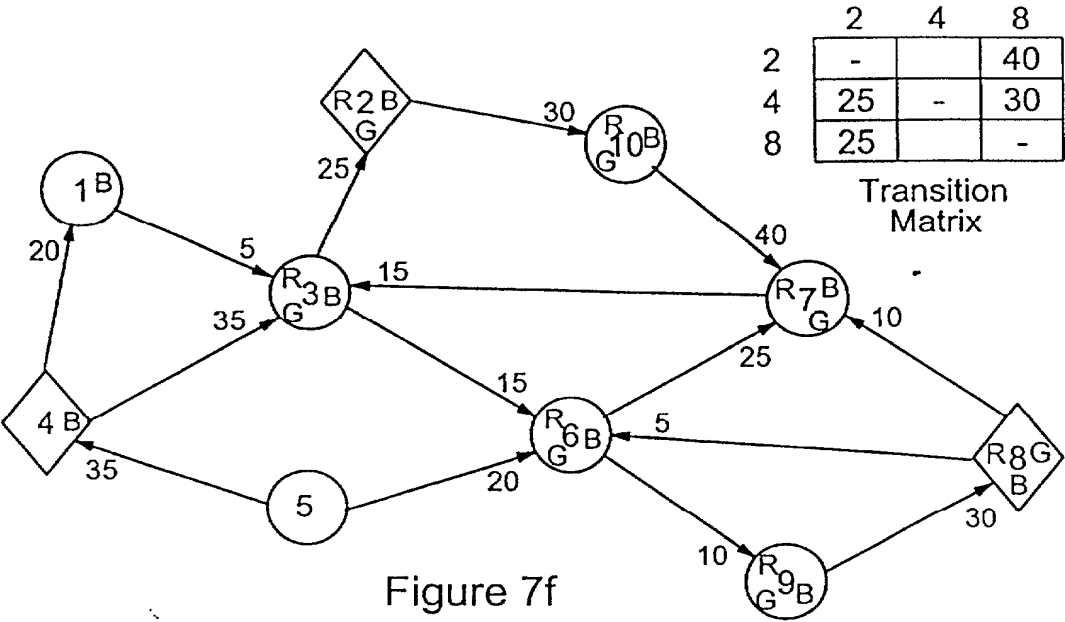 2 4 8
2 - 40
4 25 - 30
8 25 -
Transition
Matrix
R 2 B
G
30
R
10 B
G
25
1 B
20
5
40
R
3 B
G
15
R 7 B
G
35
10
25
15
4 B
R
6 B
G
5
R 8 G
B
35
5
20
30
10
R
9 B
G
Figure 7f